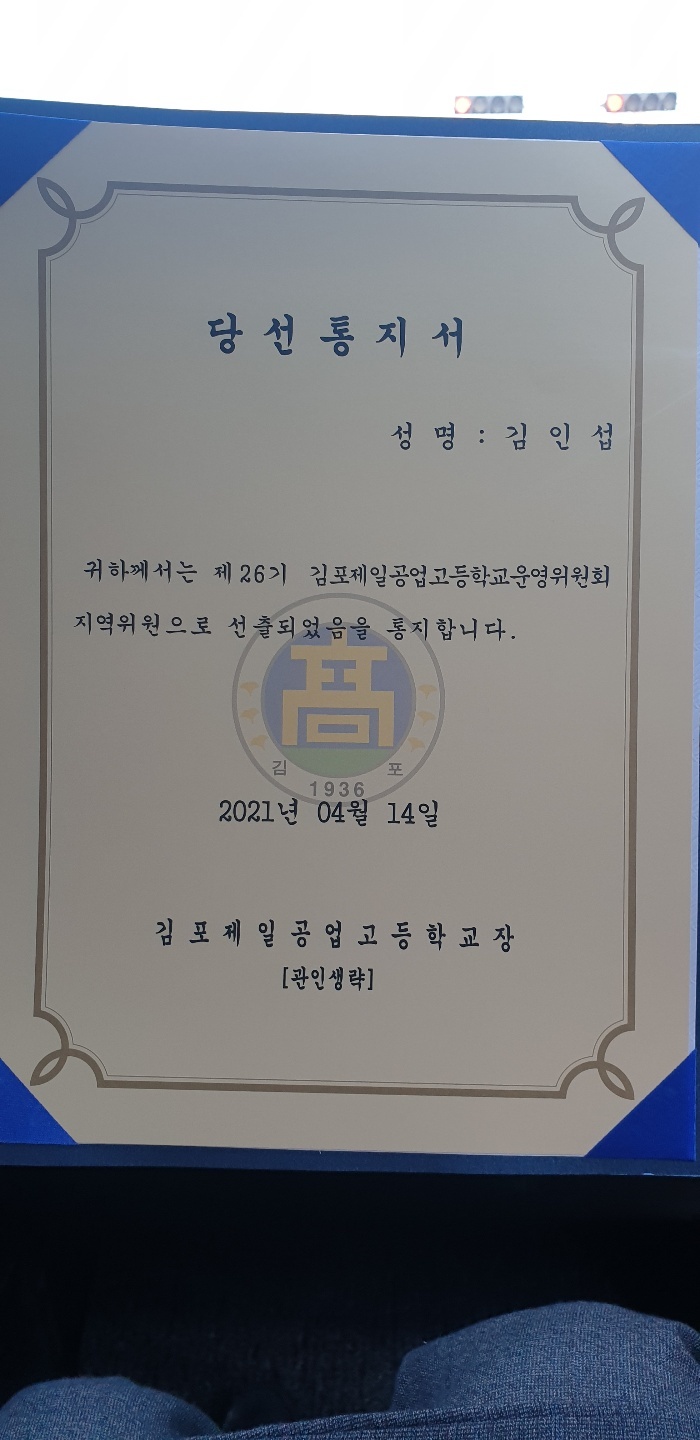 당선통지서
성명 : 김인섭
귀하께서는 제26기 김포제일공업고등학교운영위원회
지역위원으로 선출되었음을 통지합니다.
高
김 포
1936
2021년 04월 14일
김포제일공업고등학교장
[관인생략]